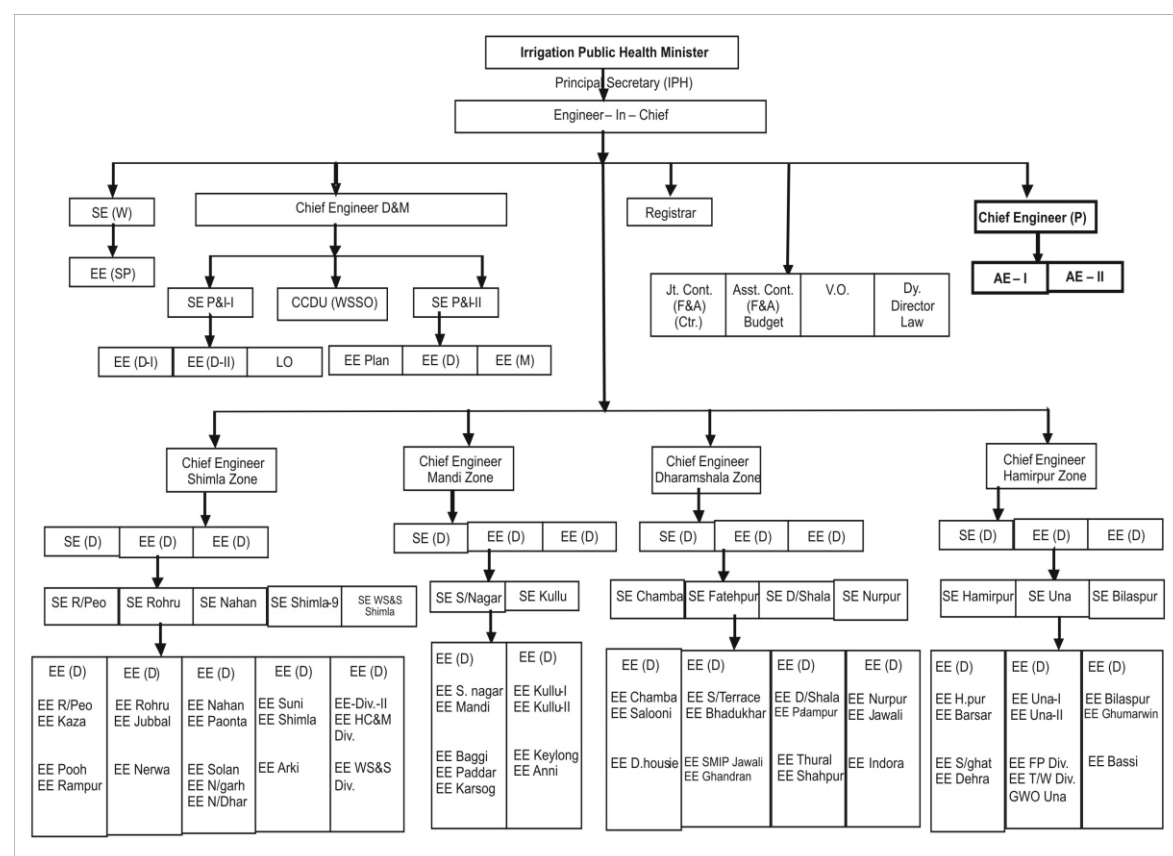 Irrigation Public Health Minister
Principal Secretary (IPH)
Engineer– In – Chief
SE (W)
Chief Engineer D&M
Registrar
Chief Engineer (P)
EE (SP)
SE P&I-I
CCDU (WSSO)
SE P&I-II
Jt. Cont.
(F&A)
(Ctr.)
Asst. Cont.
(F&A)
Budget
V.O.
Dy.
Director
Law
AE – I
AE – II
EE (D-I)
EE (D-II)
LO
EE Plan
EE (D)
EE (M)
Chief Engineer
Shimla Zone
Chief Engineer
Mandi Zone
Chief Engineer
Dharamshala Zone
Chief Engineer
Hamirpur Zone
SE (D)
EE (D)
EE (D)
SE (D)
EE (D)
EE (D)
SE (D)
EE (D)
EE (D)
SE (D)
EE (D)
EE (D)
SE R/Peo
SE Rohru
SE Nahan
SE Shimla-9
SE WS&S
Shimla
SE S/Nagar
SE Kullu
SE Chamba
SE Fatehpur
SE D/Shala
SE Nurpur
SE Hamirpur
SE Una
SE Bilaspur
EE (D)
EE R/Peo
EE Kaza
EE Pooh
EE Rampur
EE (D)
EE Rohru
EE Jubbal
EE Nerwa
EE (D)
EE Nahan
EE Paonta
EE Solan
EE N/garh
EE N/Dhar
EE (D)
EE Suni
EE Shimla
EE Arki
EE (D)
EE-Div.-II
EE HC&M
Div.
EE WS&S
Div.
EE (D)
EE S. nagar
EE Mandi
EE Baggi
EE Paddar
EE Karsog
EE (D)
EE Kullu-I
EE Kullu-II
EE Keylong
EE Anni
EE (D)
EE Chamba
EE Salooni
EE D.housie
EE (D)
EE S/Terrace
EE Bhadukhar
EE SMIP Jawali
EE Ghandran
EE (D)
EE D/Shala
EE Palampur
EE Thural
EE Shahpur
EE (D)
EE Nurpur
EE Jawali
EE Indora
EE (D)
EE H.pur
EE Barsar
EE S/ghat
EE Dehra
EE (D)
EE Una-I
EE Una-II
EE FP Div.
EE T/W Div.
GWO Una
EE (D)
EE Bilaspur
EE Ghumarwin
EE Bassi